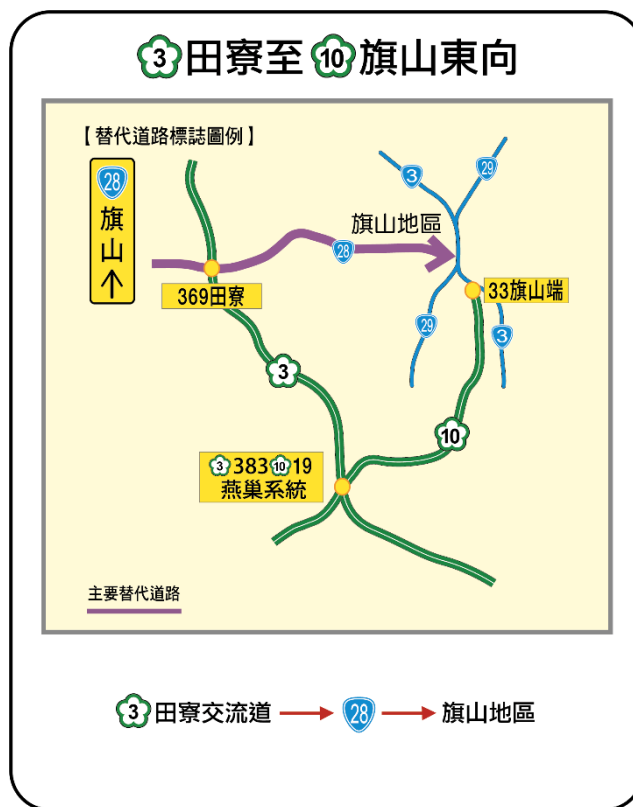 3田寮至10旗山東向
【替代道路標誌圖例】
28
旗山
↑
3
29
旗山地區
28
369田寮
33旗山端
29
3
3
10
3 383 10 19
燕巢系統
主要替代道路
3田寮交流道 → 28 → 旗山地區